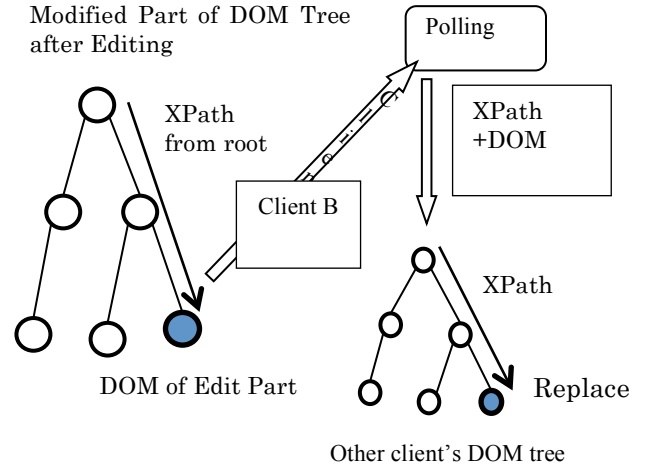 Modified Part of DOM Tree
after Editing
Polling
XPath
from root
XPath
+DOM
Client B
XPath
DOM of Edit Part
Replace
Other client's DOM tree